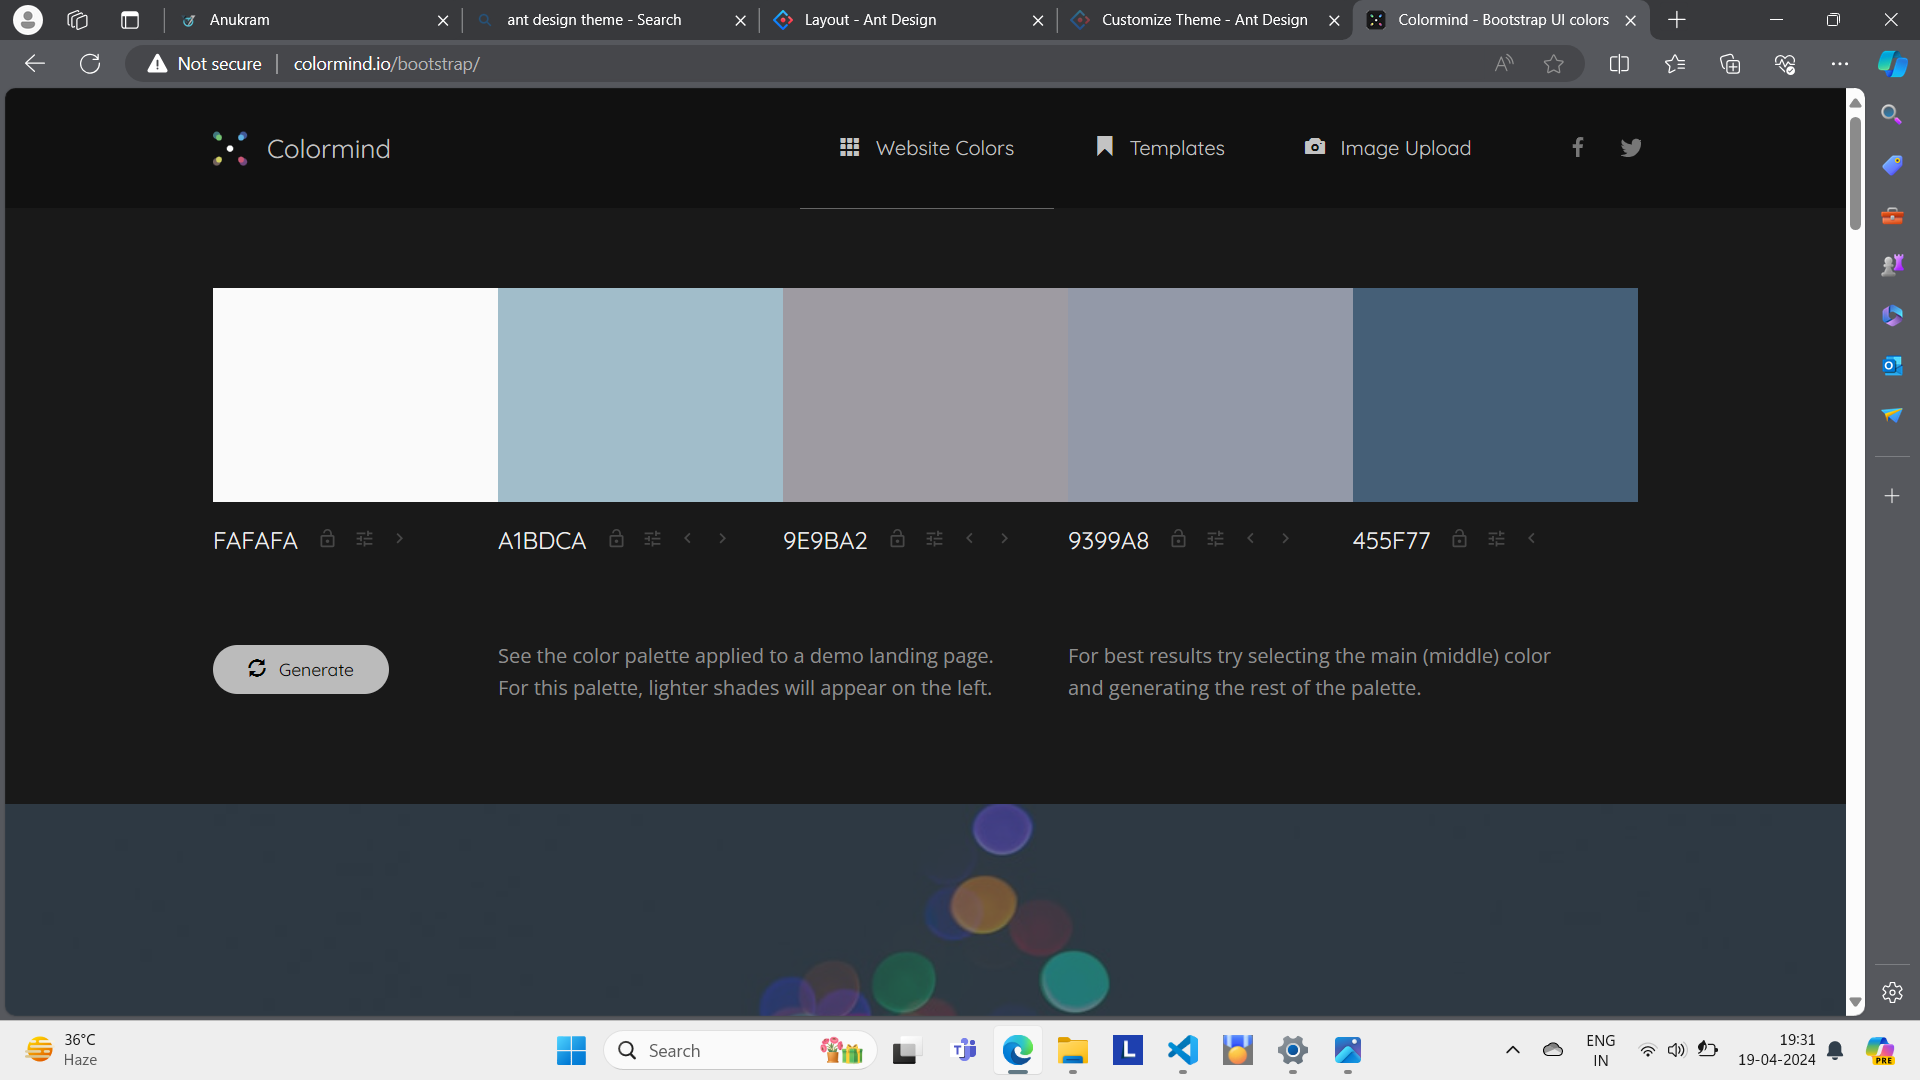 Anukram
ant design theme - Search
Layout - Ant Design
Customize Theme - Ant Design
Colormind - Bootstrap UI colors
Not secure
colormind.io/bootstrap/
Colormind
Website Colors
Templates
Image Upload
FAFAFA
A1BDCA
9E9BA2
9399A8
455F77
Generate
See the color palette applied to a demo landing page.
For this palette, lighter shades will appear on the left.
For best results try selecting the main (middle) color
and generating the rest of the palette.
36°C
Haze
Search
L
ENG
IN
19:31
19-04-2024
PRE